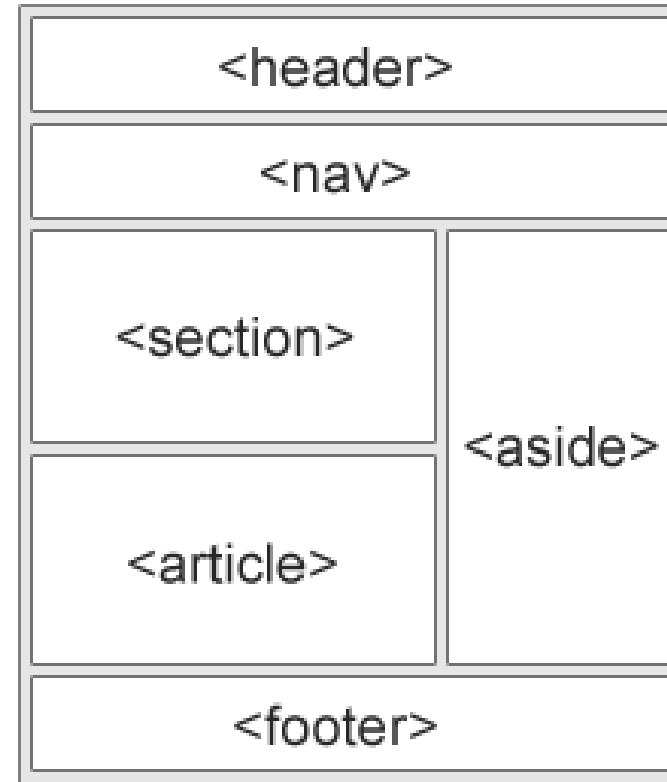 <header>
<nav>
<section>
<aside>
<article>
<footer>